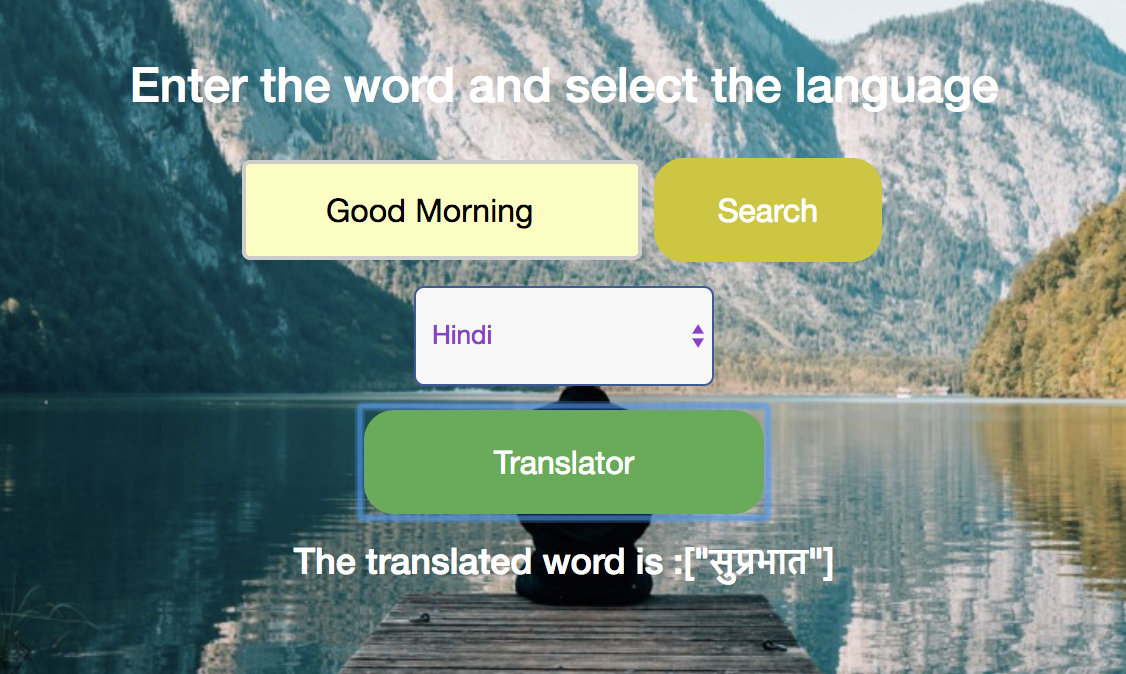 Enter the word and select the language
Good Morning Search
Hindi
Translator
The translated word is :["सुप्रभात"]